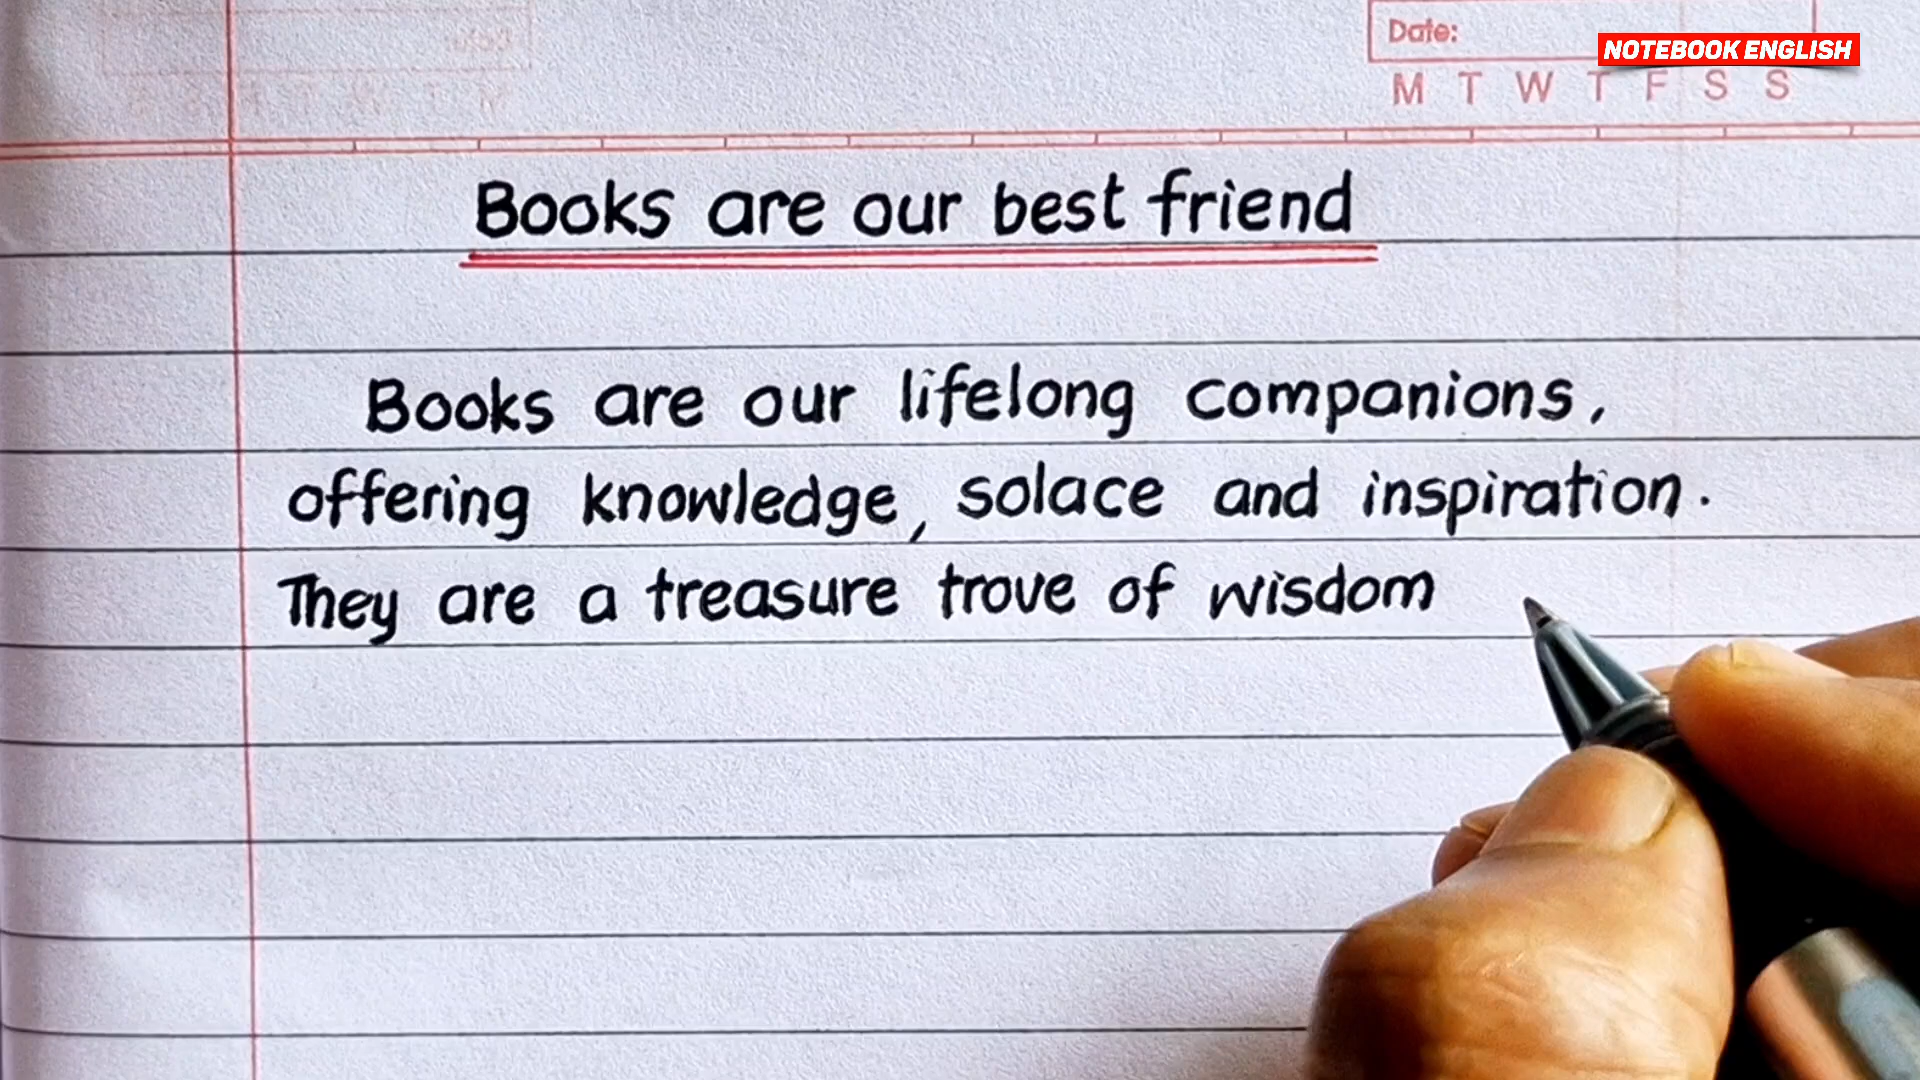 Date:
NOTEBOOK ENGLISH
M T W T F S S
Books are our best friend
Books are our lifelong companions,
offering knowledge, solace and inspiration.
They are a treasure trove of wisdom